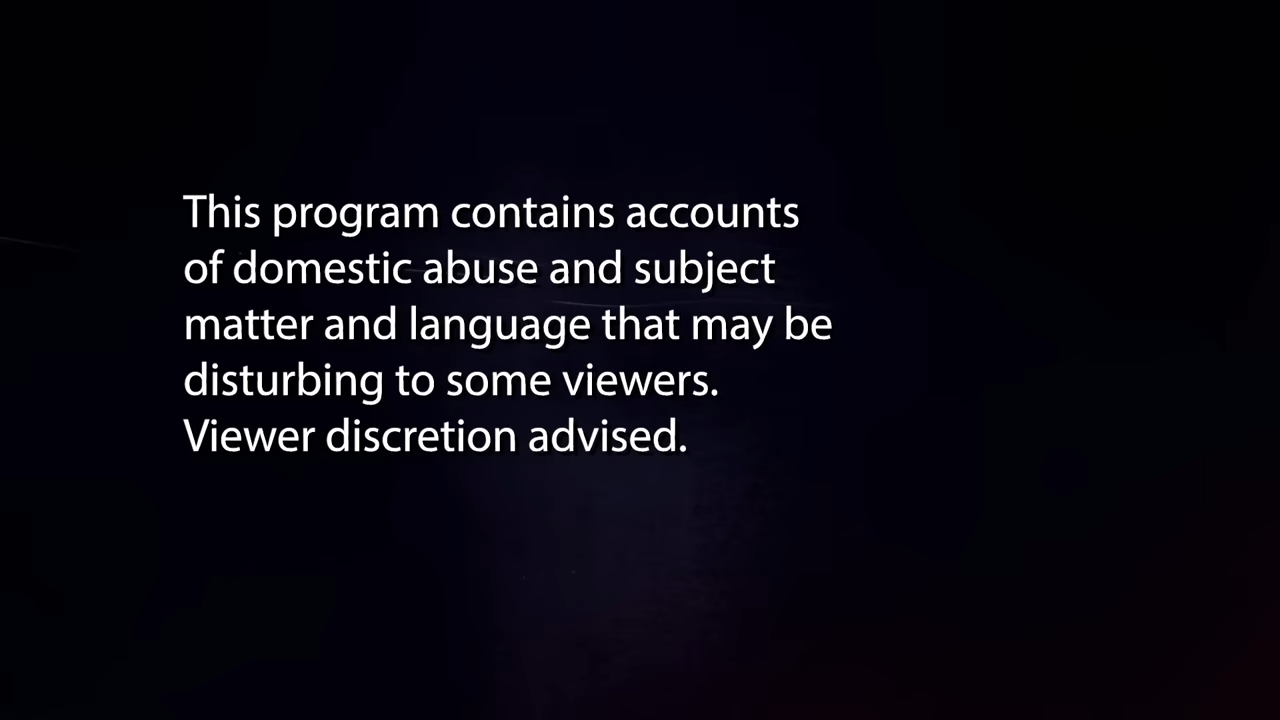 This program contains accounts
of domestic abuse and subject
matter and language that may be
disturbing to some viewers.
Viewer discretion advised.